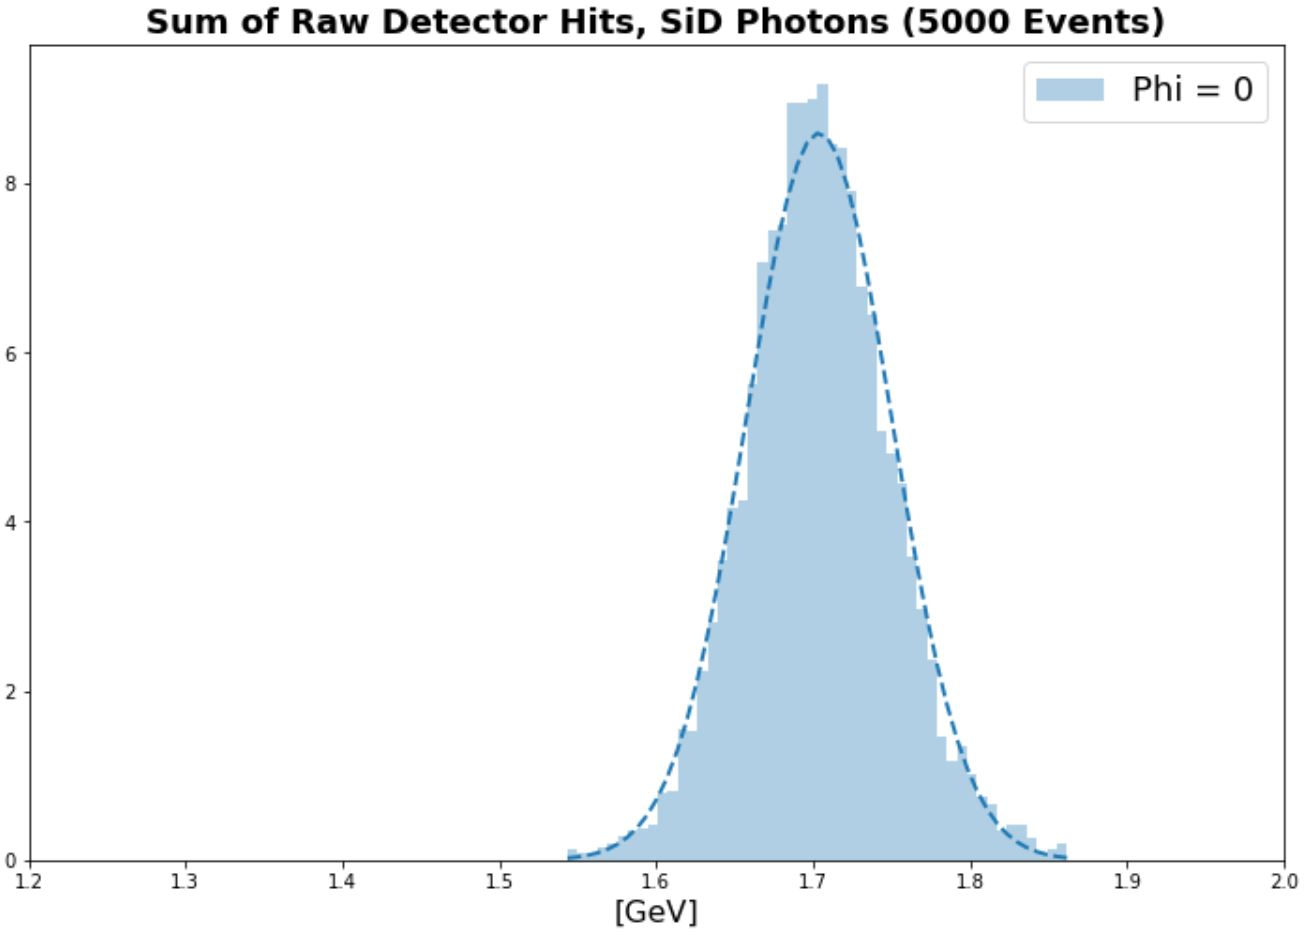 Sum of Raw Detector Hits, SiD Photons (5000 Events)
Phi = 0
8
6
4
2
0
1.2 1.3 1.4 1.5 1.6 1.7 1.8 1.9 2.0
[GeV]